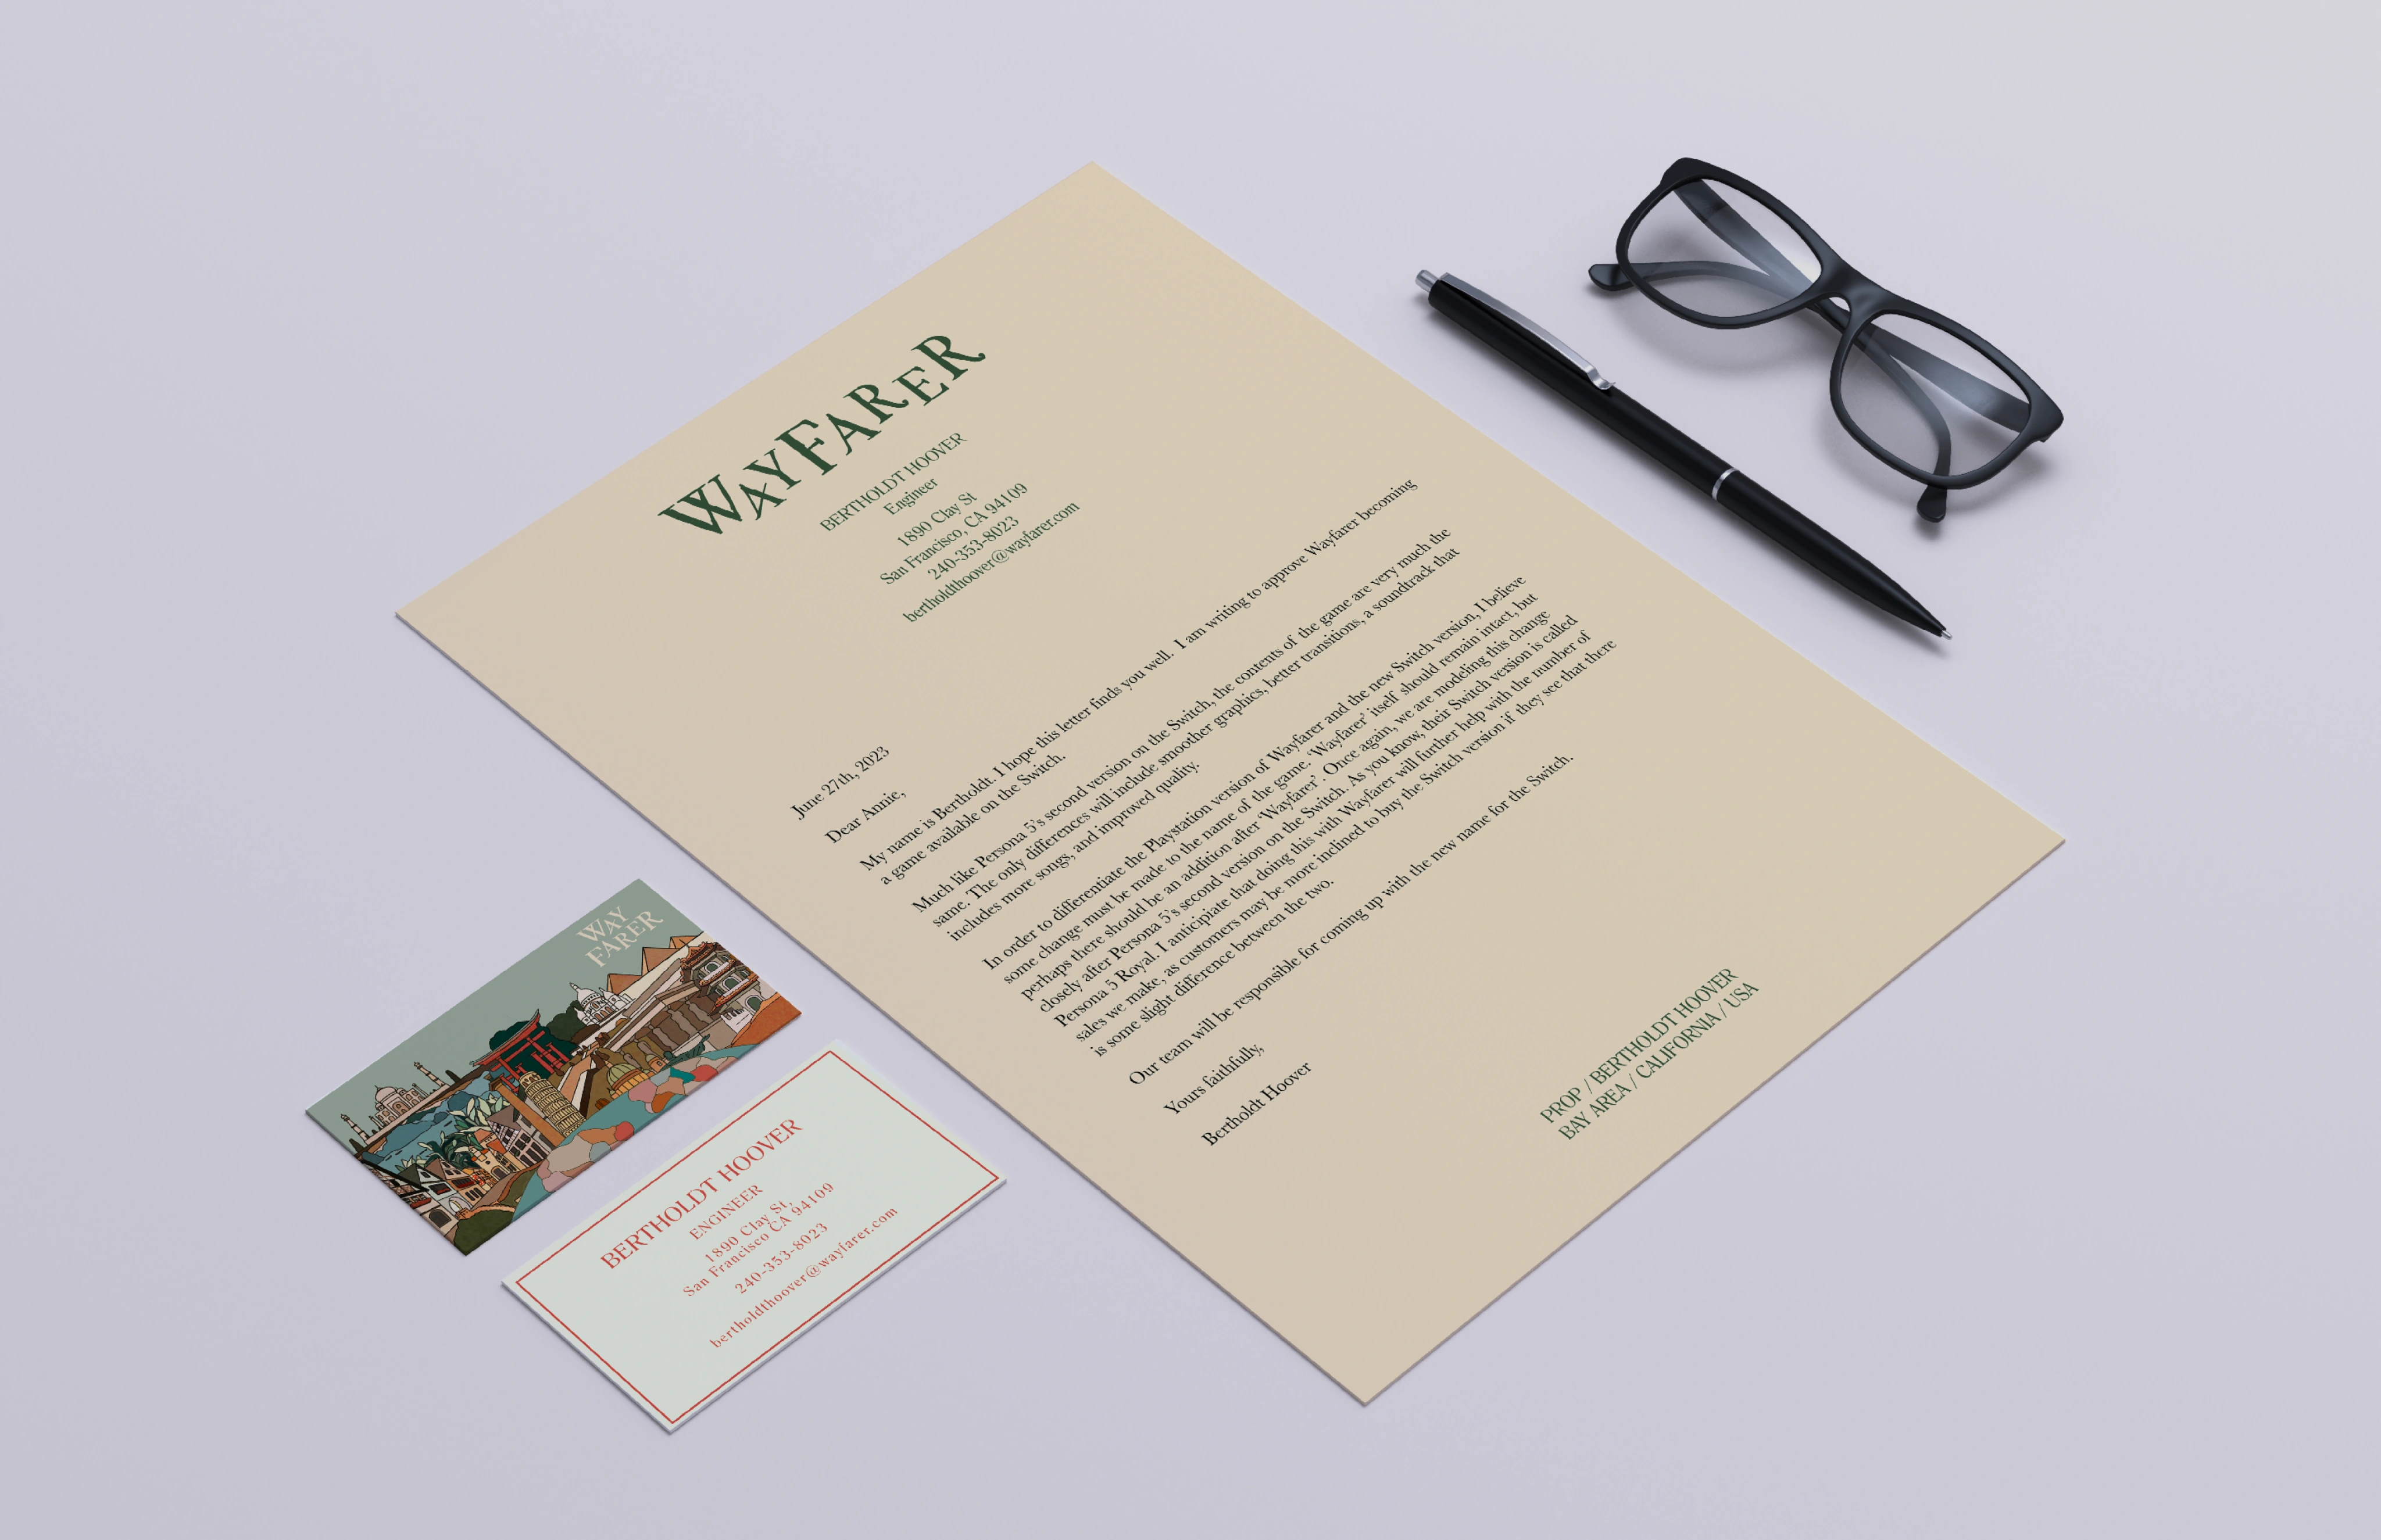 WAYFARER
BERTHOLDT HOOVER
Engineer
1890 Clay St
San Francisco, CA 94109
240-353-8023
bertholdthoover@wayfarer.com
June 27th, 2023
Dear Annie,
My name is Bertholdt. I hope this letter finds you well. I am writing to approve Wayfarer becoming
a game available on the Switch.
Much like Persona 5's second version on the Switch, the contents of the game are very much the
same. The only differences will include smoother graphics, better transitions, a soundtrack that
includes more songs, and improved quality.
In order to differentiate the Playstation version of Wayfarer and the new Switch version, I believe
some change must be made to the name of the game. 'Wayfarer' itself should remain intact, but
perhaps there should be an addition after 'Wayfarer'. Once again, we are modeling this change
closely after Persona 5's second version on the Switch. As you know, their Switch version is called
Persona 5 Royal. I anticipiate that doing this with Wayfarer will further help with the number of
sales we make, as customers may be more inclined to buy the Switch version if they see that there
is some slight difference between the two.
Our team will be responsible for coming up with the new name for the Switch.
Yours faithfully,
Bertholdt Hoover
PROP / BERTHOLDT HOOVER
BAY AREA / CALIFORNIA / USA
WAY
FARER
BERTHOLDT HOOVER
ENGINEER
1890 Clay St,
San Francisco CA 94109
240-353-8023
bertholdthoover@wayfarer.com